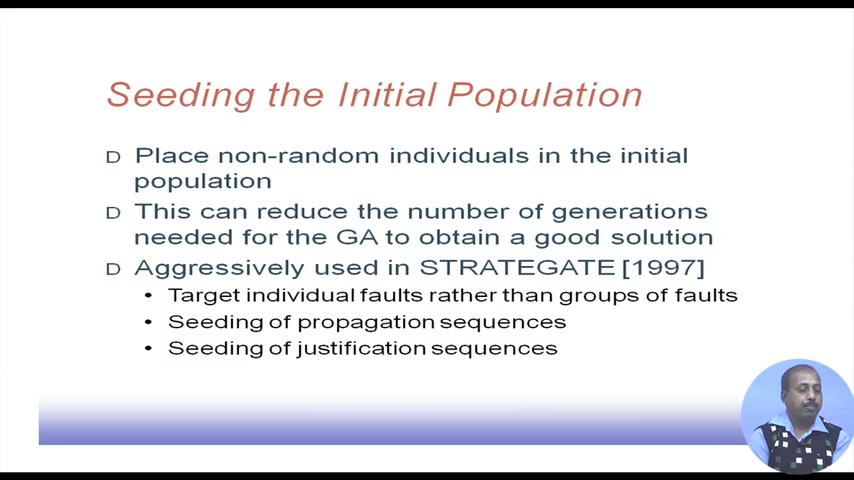 Seeding the Initial Population
D Place non-random individuals in the initial
population
D This can reduce the number of generations
needed for the GA to obtain a good solution
D Aggressively used in STRATEGATE [1997]
• Target individual faults rather than groups of faults
• Seeding of propagation sequences
• Seeding of justification sequences